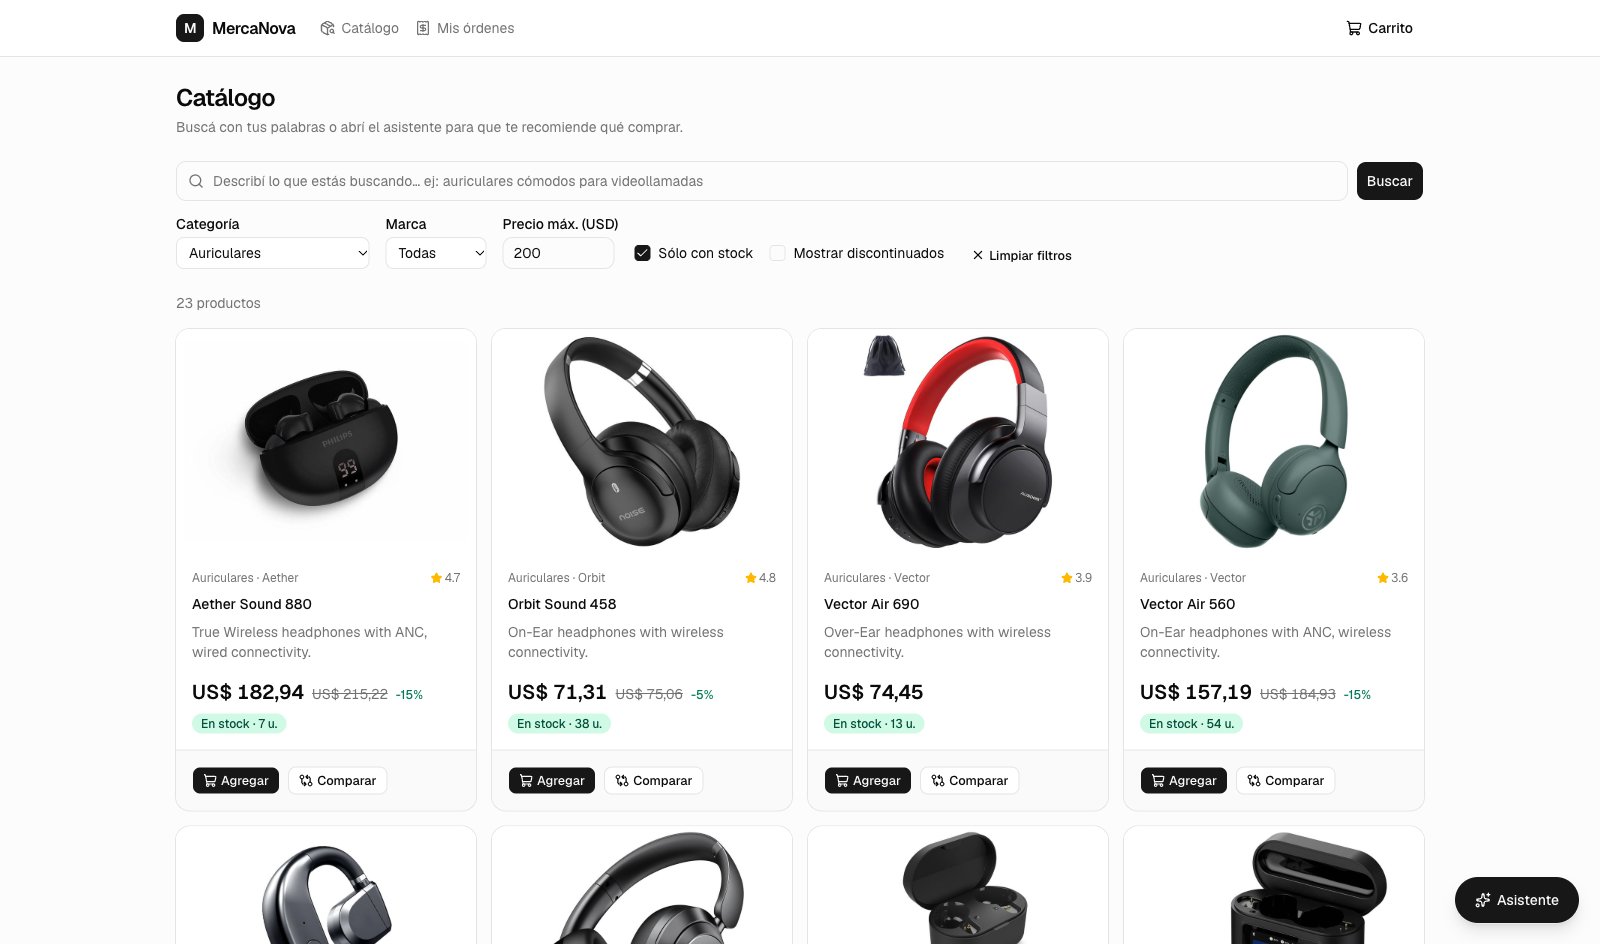 M MercaNova Catálogo Mis órdenes Carrito
Catálogo
Buscá con tus palabras o abrí el asistente para que te recomiende qué comprar.
Describí lo que estás buscando... ej: auriculares cómodos para videollamadas Buscar
Categoría Marca Precio máx. (USD)
Auriculares Todas 200 Sólo con stock Mostrar discontinuados Limpiar filtros
23 productos
PHILIPS
99
noise
Auriculares · Aether 4.7
Aether Sound 880
True Wireless headphones with ANC,
wired connectivity.
US$ 182,94 US$ 215,22 -15%
En stock · 7 u.
Agregar Comparar
Auriculares · Orbit 4.8
Orbit Sound 458
On-Ear headphones with wireless
connectivity.
US$ 71,31 US$ 75,06 -5%
En stock · 38 u.
Agregar Comparar
Auriculares · Vector 3.9
Vector Air 690
Over-Ear headphones with wireless
connectivity.
US$ 74,45
En stock · 13 u.
Agregar Comparar
Auriculares · Vector 3.6
Vector Air 560
On-Ear headphones with ANC, wireless
connectivity.
US$ 157,19 US$ 184,93 -15%
En stock · 54 u.
Agregar Comparar
Asistente